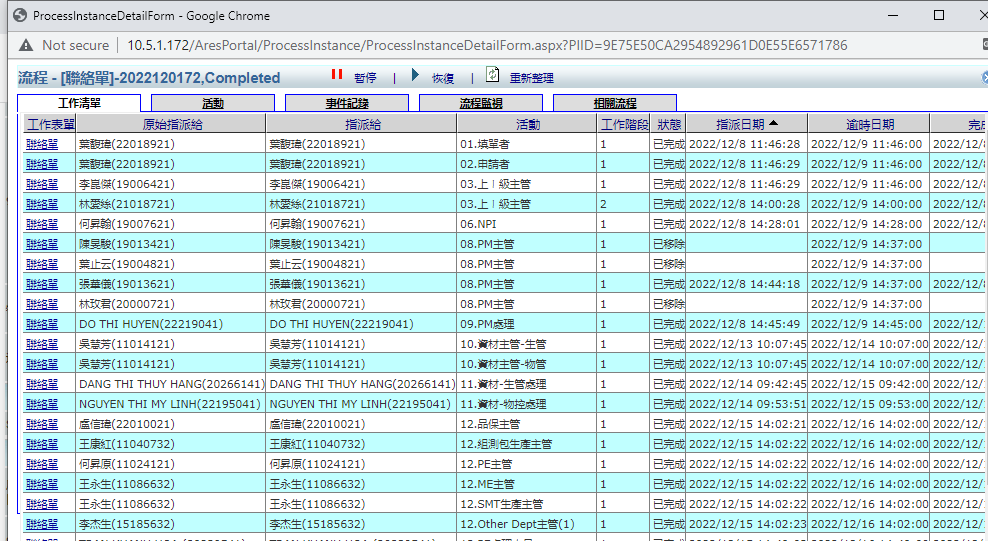 ProcessInstanceDetailForm - Google Chrome
Not secure | 10.5.1.172/AresPortal/ProcessInstance/ProcessInstanceDetailForm.aspx?PIID=9E75E50CA2954892961D0E55E6571786
流程 - [聯絡單]-2022120172,Completed 暫停 | 恢復 | 重新整理
工作清單 活動 事件記錄 流程監視 相關流程
工作表單 原始指派給 指派給 活動 工作階段 狀態 指派日期 逾時日期 完成
聯絡單 葉馥瑋(22018921) 葉馥瑋(22018921) 01.填單者 1 已完成 2022/12/8 11:46:28 2022/12/9 11:46:00 2022/12/8
聯絡單 葉馥瑋(22018921) 葉馥瑋(22018921) 02.申請者 1 已完成 2022/12/8 11:46:29 2022/12/9 11:46:00 2022/12/8
聯絡單 李崑傑(19006421) 李崑傑(19006421) 03.上ㄧ級主管 1 已完成 2022/12/8 11:46:29 2022/12/9 11:46:00 2022/12/8
聯絡單 林愛絲(21018721) 林愛絲(21018721) 03.上ㄧ級主管 2 已完成 2022/12/8 14:00:28 2022/12/9 14:00:00 2022/12/8
聯絡單 何昇翰(19007621) 何昇翰(19007621) 06.NPI 1 已完成 2022/12/8 14:28:01 2022/12/9 14:28:00 2022/12/8
聯絡單 陳旻駿(19013421) 陳旻駿(19013421) 08.PM主管 1 已移除 2022/12/9 14:37:00
聯絡單 葉止云(19004821) 葉止云(19004821) 08.PM主管 1 已移除 2022/12/9 14:37:00
聯絡單 張華儀(19013621) 張華儀(19013621) 08.PM主管 1 已完成 2022/12/8 14:44:18 2022/12/9 14:37:00 2022/12/8
聯絡單 林玫君(20000721) 林玫君(20000721) 08.PM主管 1 已移除 2022/12/9 14:37:00
聯絡單 DO THI HUYEN(22219041) DO THI HUYEN(22219041) 09.PM處理 1 已完成 2022/12/8 14:45:49 2022/12/9 14:45:00 2022/12/
聯絡單 吳慧芳(11014121) 吳慧芳(11014121) 10.資材主管-生管 1 已完成 2022/12/13 10:07:45 2022/12/14 10:07:00 2022/12/
聯絡單 吳慧芳(11014121) 吳慧芳(11014121) 10.資材主管-物管 1 已完成 2022/12/13 10:07:45 2022/12/14 10:07:00 2022/12/
聯絡單 DANG THI THUY HANG(20266141) DANG THI THUY HANG(20266141) 11.資材-生管處理 1 已完成 2022/12/14 09:42:45 2022/12/15 09:42:00 2022/12/
聯絡單 NGUYEN THI MY LINH(22195041) NGUYEN THI MY LINH(22195041) 11.資材-物控處理 1 已完成 2022/12/14 09:53:51 2022/12/15 09:53:00 2022/12/
聯絡單 盧信瑋(22010021) 盧信瑋(22010021) 12.品保主管 1 已完成 2022/12/15 14:02:21 2022/12/16 14:02:00 2022/12/
聯絡單 王康紅(11040732) 王康紅(11040732) 12.組測包生產主管 1 已完成 2022/12/15 14:02:22 2022/12/16 14:02:00 2022/12/
聯絡單 何昇原(11024121) 何昇原(11024121) 12.PE主管 1 已完成 2022/12/15 14:02:22 2022/12/16 14:02:00 2022/12/
聯絡單 王永生(11086632) 王永生(11086632) 12.ME主管 1 已完成 2022/12/15 14:02:22 2022/12/16 14:02:00 2022/12/
聯絡單 王永生(11086632) 王永生(11086632) 12.SMT生產主管 1 已完成 2022/12/15 14:02:22 2022/12/16 14:02:00 2022/12/
聯絡單 李杰生(15185632) 李杰生(15185632) 12.Other Dept主管(1) 1 已完成 2022/12/15 14:02:23 2022/12/16 14:02:00 2022/12/